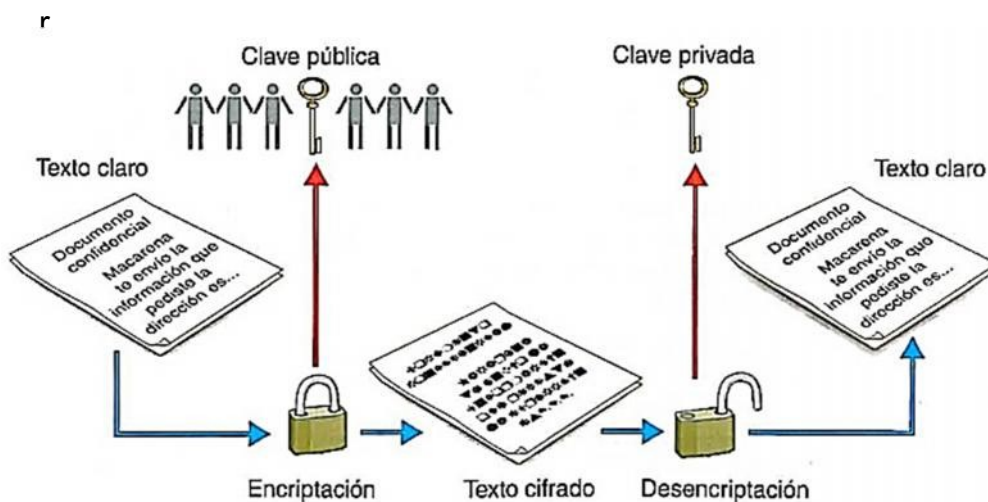 r
Clave pública
Clave privada
Texto claro
Documento
confidencial
Macarena
te envío la
información que
pediste la
dirección es...
Texto claro
Documento
confidencial
Macarena
te envío la
información que
pediste la
dirección es...
Encriptación
Texto cifrado
Desencriptación